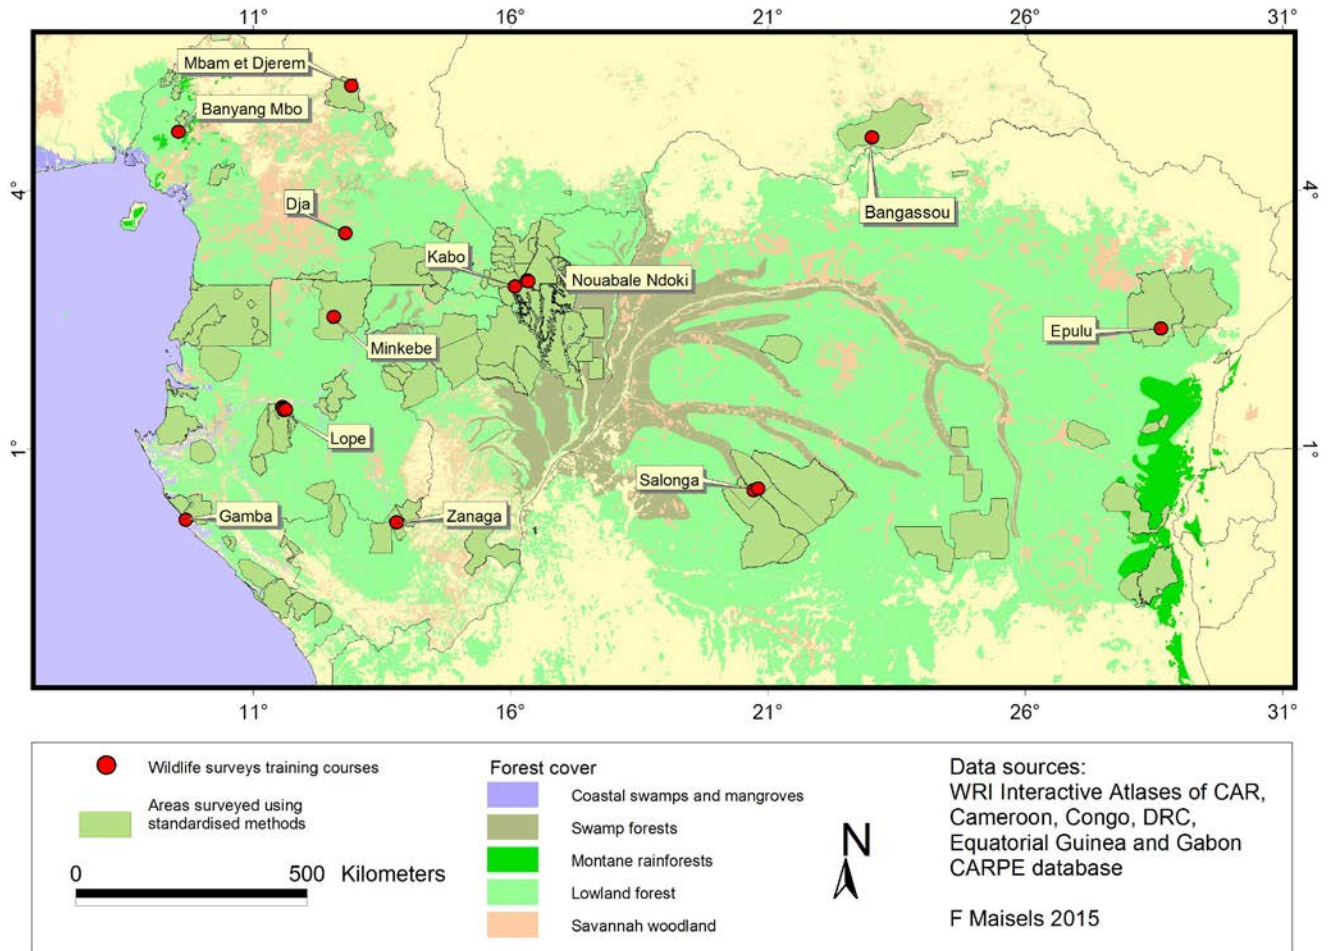 11°
16°
21°
26°
31°
Mbam et Djerem
Banyang Mbo
4°
4°
Bangassou
Dja
Kabo
Nouabale Ndoki
Epulu
Minkebe
Lope
1°
1°
Salonga
Gamba
Zanaga
11°
16°
21°
26°
31°
Wildlife surveys training courses
Areas surveyed using
standardised methods
0 500 Kilometers
Forest cover
Coastal swamps and mangroves
Swamp forests
Montane rainforests
Lowland forest
Savannah woodland
N
Data sources:
WRI Interactive Atlases of CAR,
Cameroon, Congo, DRC,
Equatorial Guinea and Gabon
CARPE database
F Maisels 2015